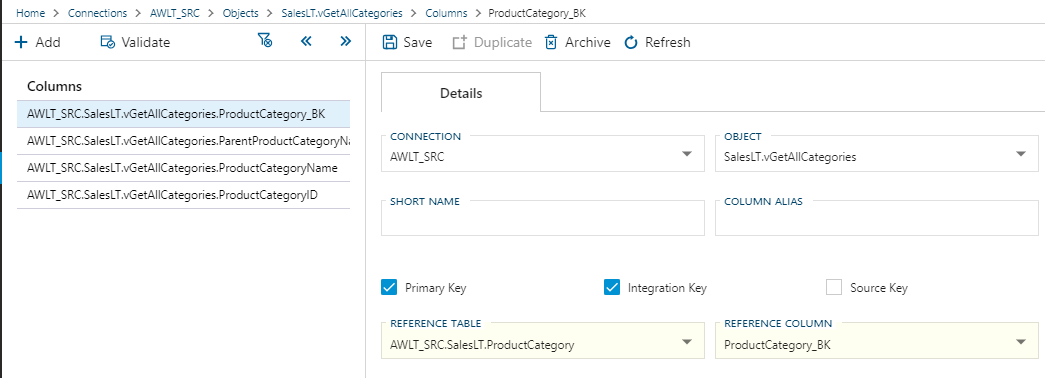 Home > Connections > AWLT_SRC > Objects > SalesLT.vGetAllCategories > Columns > ProductCategory_BK
Add Validate
Save Duplicate Archive Refresh
Columns
AWLT_SRC.SalesLT.vGetAllCategories.ProductCategory_BK
AWLT_SRC.SalesLT.vGetAllCategories.ParentProductCategoryNa
AWLT_SRC.SalesLT.vGetAllCategories.ProductCategoryName
AWLT_SRC.SalesLT.vGetAllCategories.ProductCategoryID
Details
CONNECTION
AWLT_SRC
OBJECT
SalesLT.vGetAllCategories
SHORT NAME
COLUMN ALIAS
Primary Key
Integration Key
Source Key
REFERENCE TABLE
AWLT_SRC.SalesLT.ProductCategory
REFERENCE COLUMN
ProductCategory_BK